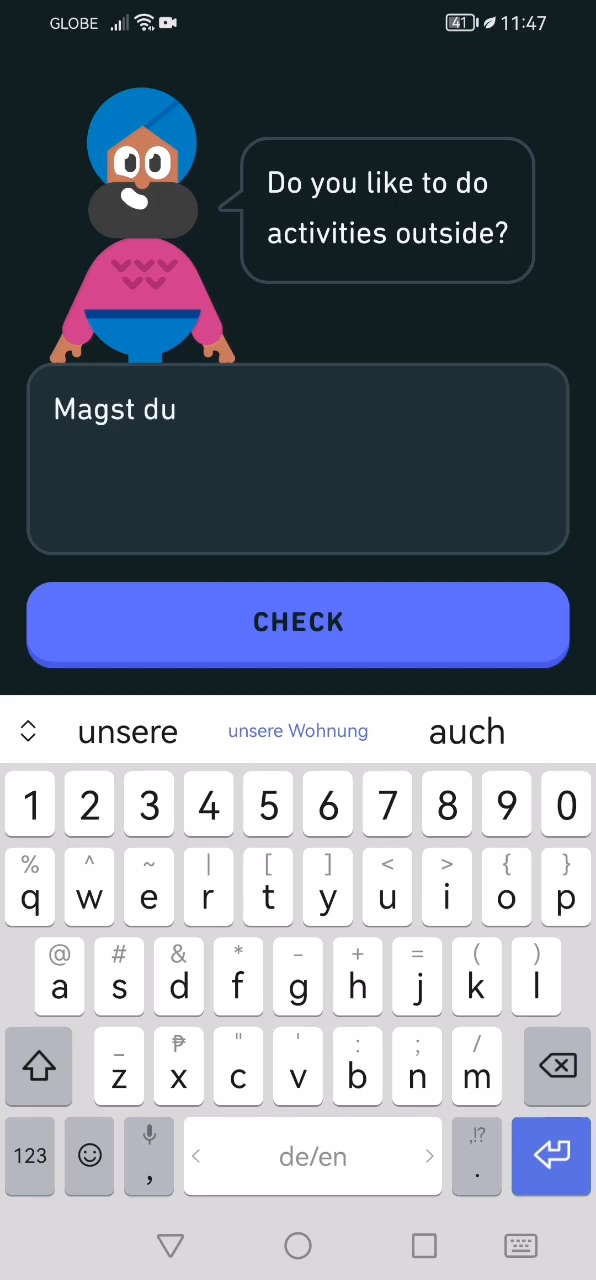 GLOBE 41 11:47
Do you like to do
activities outside?
Magst du
CHECK
unsere unsere Wohnung auch
1 2 3 4 5 6 7 8 9 0
% ^ ~ | [ ] < > { }
q w e r t y u i o p
@ # & * - + = ( )
a s d f g h j k l
_ ₱ " ' : ; /
z x c v b n m
,!?
123 , < de/en > .